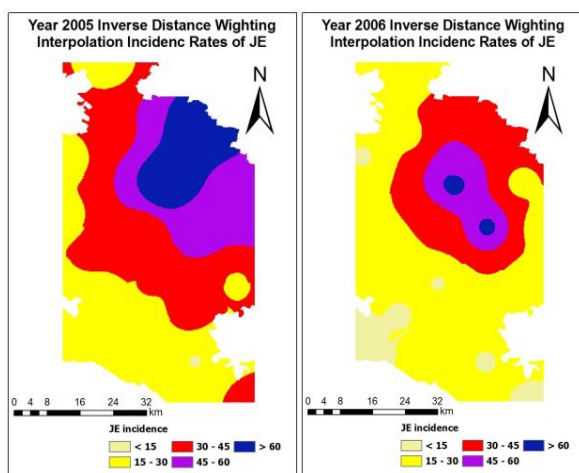 Year 2005 Inverse Distance Wighting
Interpolation Incidenc Rates of JE
N
0 4 8 16 24 32
km
JE incidence
< 15
30 - 45
> 60
15 - 30
45 - 60
Year 2006 Inverse Distance Wighting
Interpolation Incidenc Rates of JE
N
0 4 8 16 24 32
km
JE incidence
< 15
30 - 45
> 60
15 - 30
45 - 60